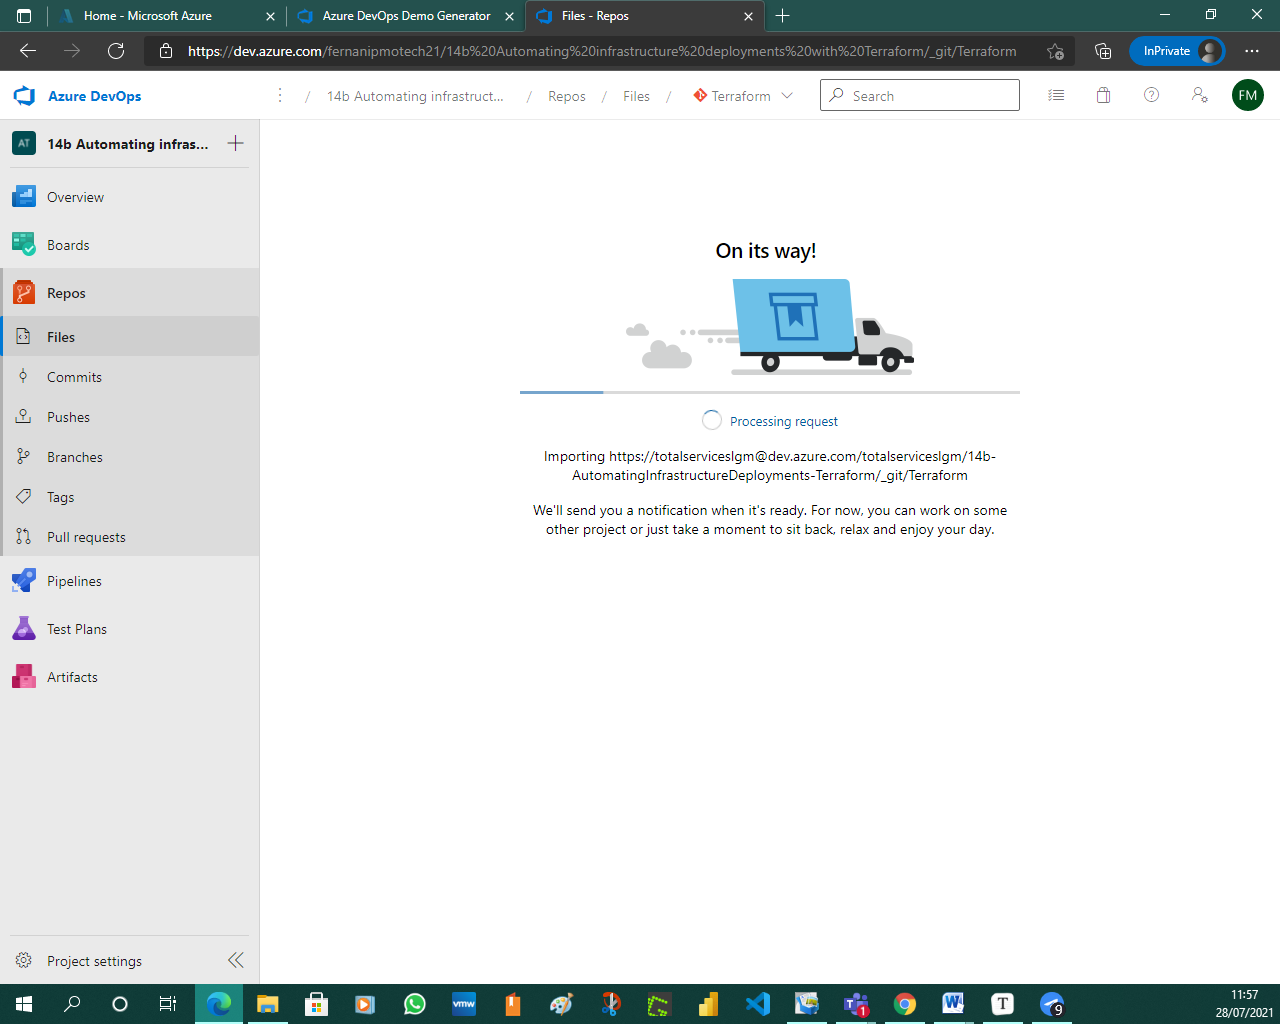 Home - Microsoft Azure
Azure DevOps Demo Generator
Files - Repos
https://dev.azure.com/fernanipmotech21/14b%20Automating%20infrastructure%20deployments%20with%20Terraform/_git/Terraform
InPrivate
Azure DevOps
/ 14b Automating infrastruct... / Repos / Files / Terraform
Search
FM
AT
14b Automating infras...
Overview
Boards
Repos
Files
Commits
Pushes
Branches
Tags
Pull requests
Pipelines
Test Plans
Artifacts
Project settings
On its way!
Processing request
Importing https://totalserviceslgm@dev.azure.com/totalserviceslgm/14b-
AutomatingInfrastructureDeployments-Terraform/_git/Terraform
We'll send you a notification when it's ready. For now, you can work on some
other project or just take a moment to sit back, relax and enjoy your day.
vmw
W
T
1
T
9
11:57
28/07/2021